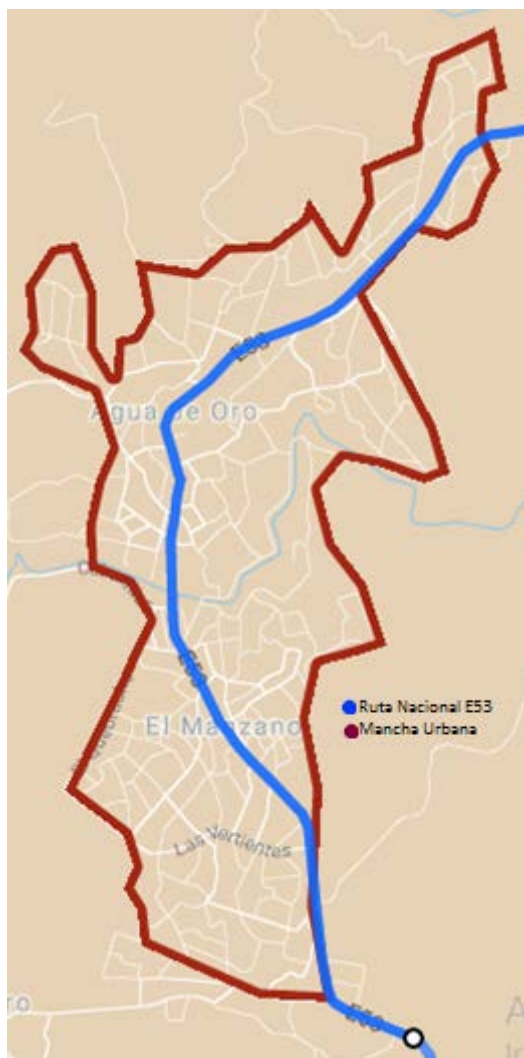 E53
Agua de Oro
E53
Ruta Nacional E53
El Manzano
Mancha Urbana
Las Vertientes
E53